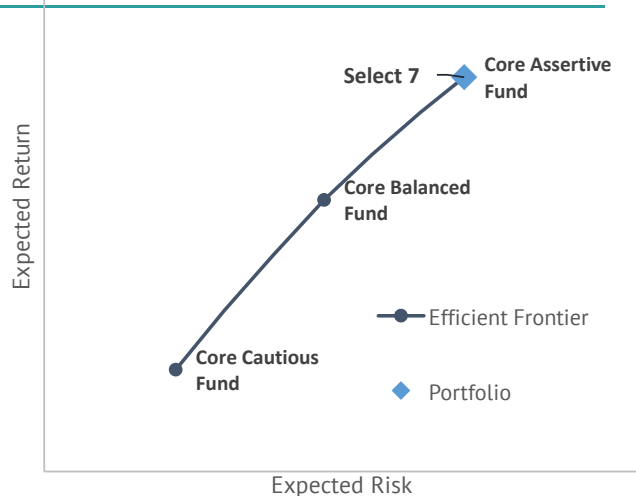 Select 7
Core Assertive
Fund
Core Balanced
Fund
Core Cautious
Fund
Efficient Frontier
Portfolio
Expected Return
Expected Risk